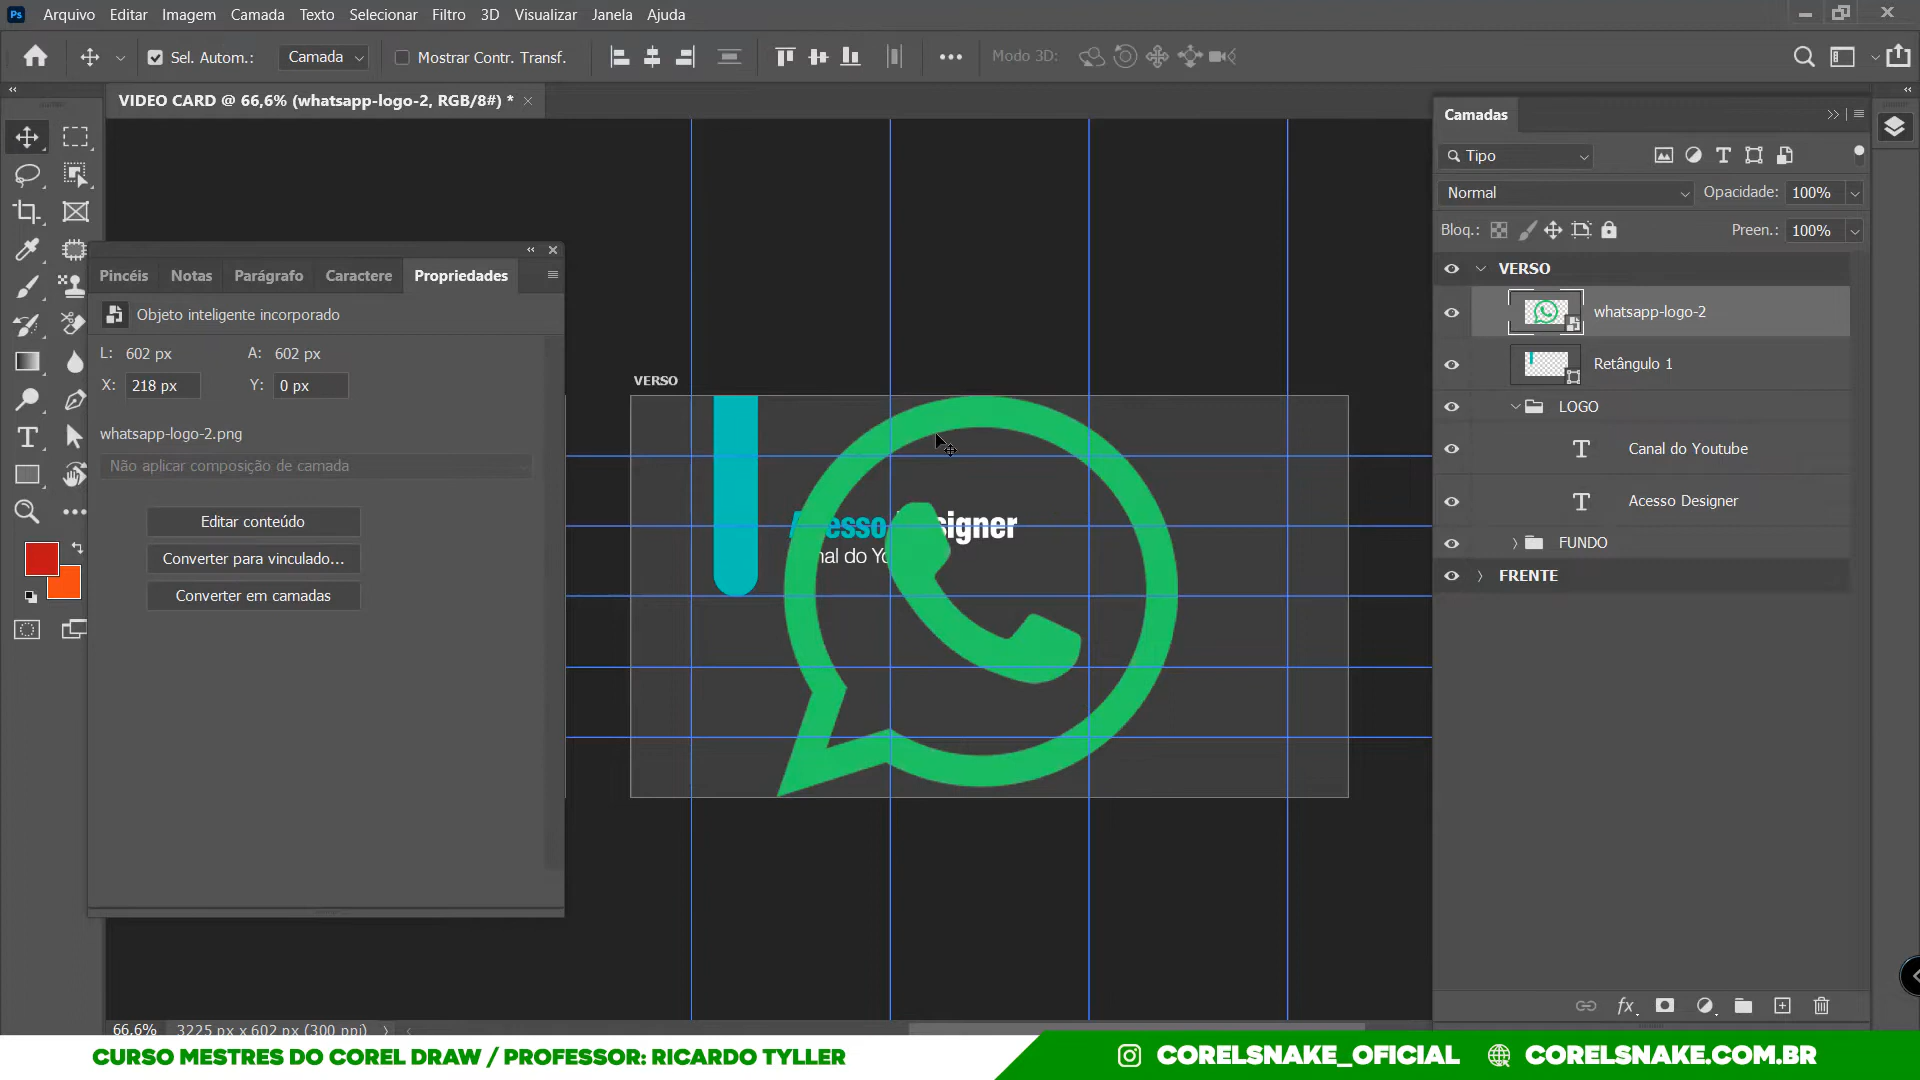 Ps Arquivo Editar Imagem Camada Texto Selecionar Filtro 3D Visualizar Janela Ajuda
Sel. Autom.: Camada Mostrar Contr. Transf. Modo 3D:
VIDEO CARD @ 66,6% (whatsapp-logo-2, RGB/8#) *
Pincéis Notas Parágrafo Caractere Propriedades
Objeto inteligente incorporado
L: 602 px A: 602 px
X: 218 px Y: 0 px
whatsapp-logo-2.png
Não aplicar composição de camada
Editar conteúdo
Converter para vinculado...
Converter em camadas
VERSO
Acesso Designer
nal do Yo
Camadas
Tipo
Normal Opacidade: 100%
Bloq.: Preen.: 100%
VERSO
whatsapp-logo-2
Retângulo 1
LOGO
Canal do Youtube
Acesso Designer
FUNDO
FRENTE
fx
66,6% 3225 px x 602 px (300 ppi)
CURSO MESTRES DO COREL DRAW / PROFESSOR: RICARDO TYLLER
CORELSNAKE_OFICIAL CORELSNAKE.COM.BR